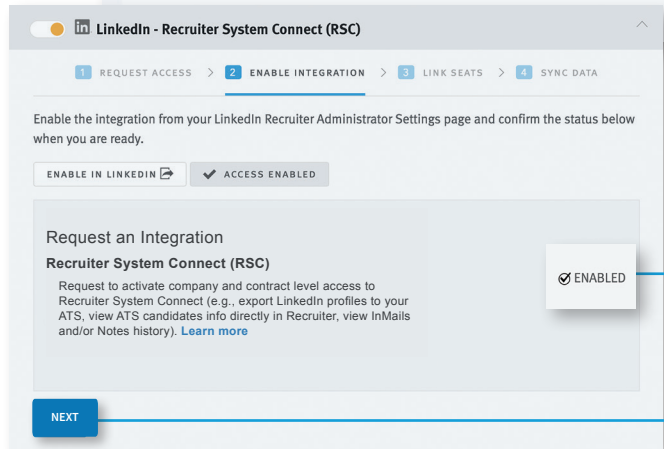 in LinkedIn - Recruiter System Connect (RSC)
1 REQUEST ACCESS > 2 ENABLE INTEGRATION > 3 LINK SEATS > 4 SYNC DATA
Enable the integration from your LinkedIn Recruiter Administrator Settings page and confirm the status below
when you are ready.
ENABLE IN LINKEDIN ACCESS ENABLED
Request an Integration
Recruiter System Connect (RSC)
Request to activate company and contract level access to
Recruiter System Connect (e.g., export LinkedIn profiles to your
ATS, view ATS candidates info directly in Recruiter, view InMails
and/or Notes history). Learn more
ENABLED
NEXT